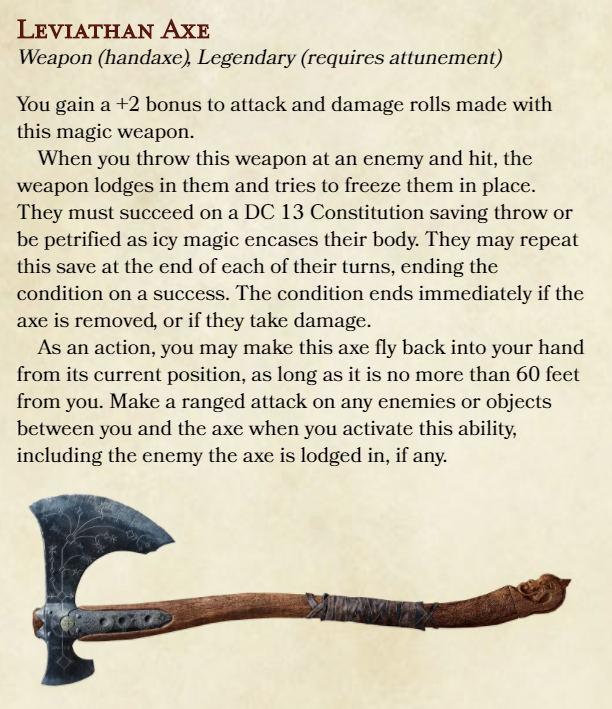 Leviathan Axe
Weapon (handaxe), Legendary (requires attunement)
You gain a +2 bonus to attack and damage rolls made with
this magic weapon.
When you throw this weapon at an enemy and hit, the
weapon lodges in them and tries to freeze them in place.
They must succeed on a DC 13 Constitution saving throw or
be petrified as icy magic encases their body. They may repeat
this save at the end of each of their turns, ending the
condition on a success. The condition ends immediately if the
axe is removed, or if they take damage.
As an action, you may make this axe fly back into your hand
from its current position, as long as it is no more than 60 feet
from you. Make a ranged attack on any enemies or objects
between you and the axe when you activate this ability,
including the enemy the axe is lodged in, if any.